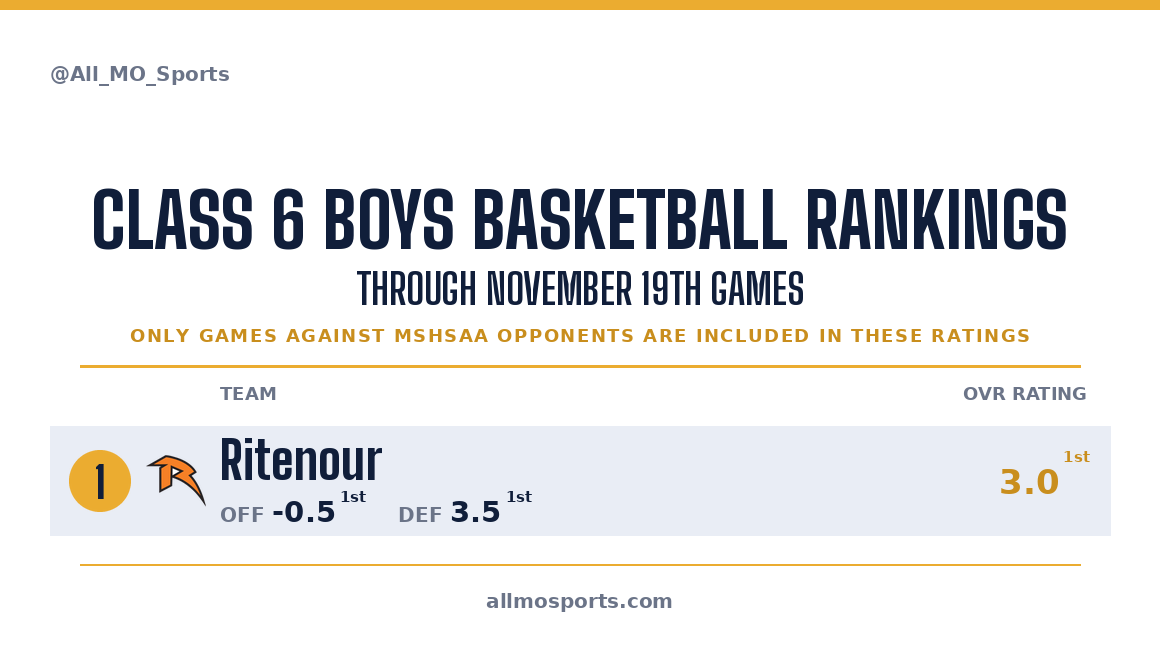 @All_MO_Sports
CLASS 6 BOYS BASKETBALL RANKINGS
THROUGH NOVEMBER 19TH GAMES
ONLY GAMES AGAINST MSHSAA OPPONENTS ARE INCLUDED IN THESE RATINGS
TEAM OVR RATING
1 Ritenour 3.0 1st
OFF -0.5 1st DEF 3.5 1st
allmosports.com